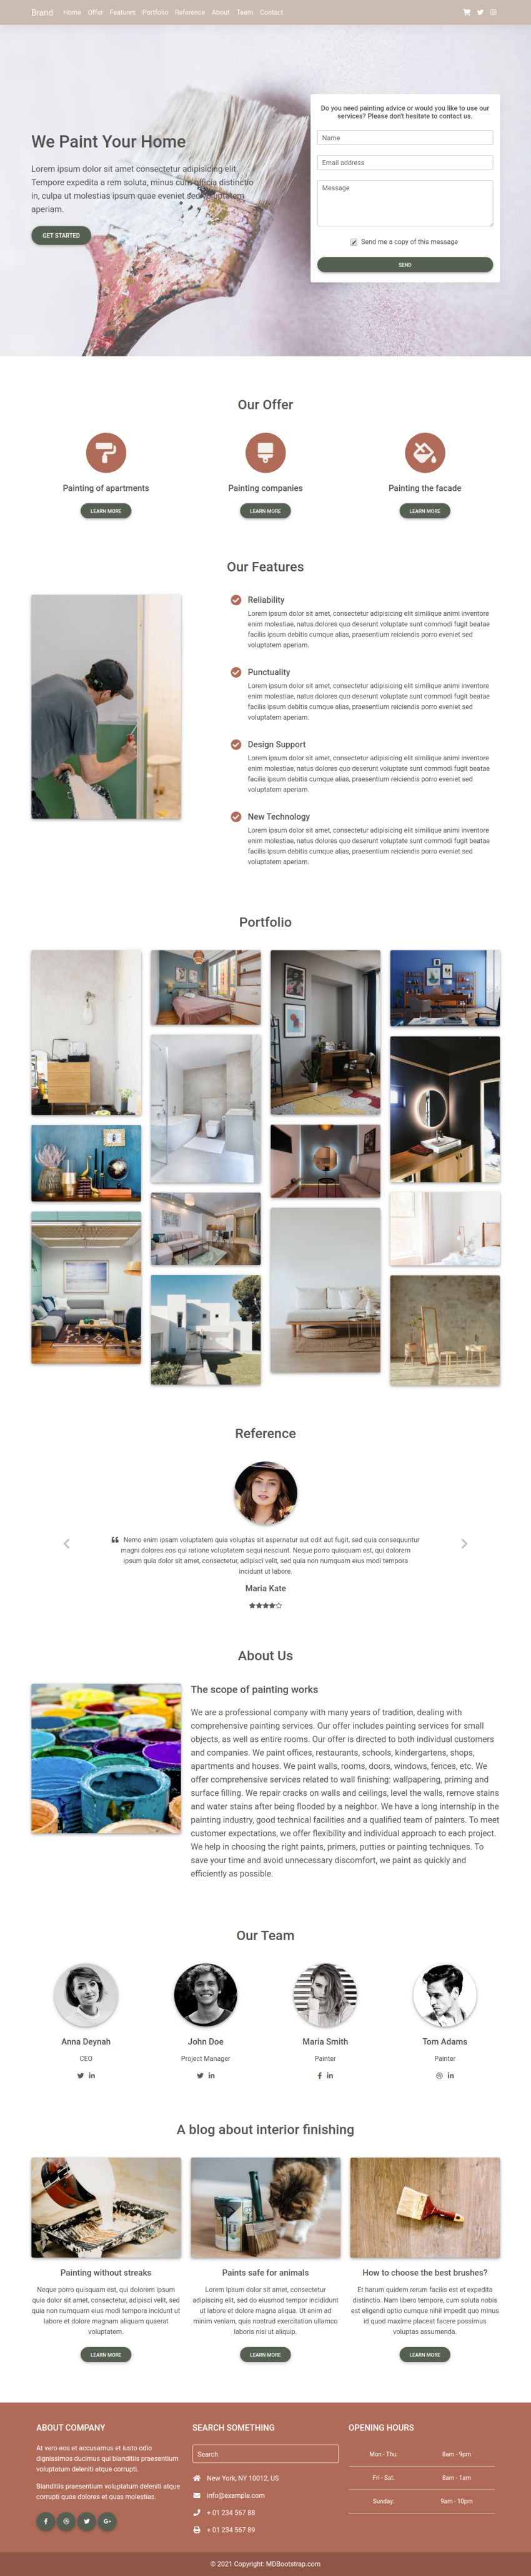 Brand Home Offer Features Portfolio Reference About Team Contact
We Paint Your Home
Lorem ipsum dolor sit amet consectetur adipisicing elit.
Tempore expedita a rem soluta, minus cum officia distinctio
in, culpa ut molestias ipsum quae eveniet sed voluptatem
aperiam.
GET STARTED
Do you need painting advice or would you like to use our
services? Please don't hesitate to contact us.
Name
Email address
Message
Send me a copy of this message
SEND
Our Offer
Painting of apartments
LEARN MORE
Painting companies
LEARN MORE
Painting the facade
LEARN MORE
Our Features
Reliability
Lorem ipsum dolor sit amet, consectetur adipisicing elit similique animi inventore
enim molestiae, natus dolores quo deserunt voluptate sunt commodi fugit beatae
facilis ipsum debitis cumque alias, praesentium reiciendis porro eveniet sed
voluptatem aperiam.
Punctuality
Lorem ipsum dolor sit amet, consectetur adipisicing elit similique animi inventore
enim molestiae, natus dolores quo deserunt voluptate sunt commodi fugit beatae
facilis ipsum debitis cumque alias, praesentium reiciendis porro eveniet sed
voluptatem aperiam.
Design Support
Lorem ipsum dolor sit amet, consectetur adipisicing elit similique animi inventore
enim molestiae, natus dolores quo deserunt voluptate sunt commodi fugit beatae
facilis ipsum debitis cumque alias, praesentium reiciendis porro eveniet sed
voluptatem aperiam.
New Technology
Lorem ipsum dolor sit amet, consectetur adipisicing elit similique animi inventore
enim molestiae, natus dolores quo deserunt voluptate sunt commodi fugit beatae
facilis ipsum debitis cumque alias, praesentium reiciendis porro eveniet sed
voluptatem aperiam.
Portfolio
Reference
Nemo enim ipsam voluptatem quia voluptas sit aspernatur aut odit aut fugit, sed quia consequuntur
magni dolores eos qui ratione voluptatem sequi nesciunt. Neque porro quisquam est, qui dolorem
ipsum quia dolor sit amet, consectetur, adipisci velit, sed quia non numquam eius modi tempora
incidunt ut labore.
Maria Kate
About Us
The scope of painting works
We are a professional company with many years of tradition, dealing with
comprehensive painting services. Our offer includes painting services for small
objects, as well as entire rooms. Our offer is directed to both individual customers
and companies. We paint offices, restaurants, schools, kindergartens, shops,
apartments and houses. We paint walls, rooms, doors, windows, fences, etc. We
offer comprehensive services related to wall finishing: wallpapering, priming and
surface filling. We repair cracks on walls and ceilings, level the walls, remove stains
and water stains after being flooded by a neighbor. We have a long internship in the
painting industry, good technical facilities and a qualified team of painters. To meet
customer expectations, we offer flexibility and individual approach to each project.
We help in choosing the right paints, primers, putties or painting techniques. To
save your time and avoid unnecessary discomfort, we paint as quickly and
efficiently as possible.
Our Team
Anna Deynah
CEO
John Doe
Project Manager
Maria Smith
Painter
Tom Adams
Painter
A blog about interior finishing
Painting without streaks
Neque porro quisquam est, qui dolorem ipsum
quia dolor sit amet, consectetur, adipisci velit, sed
quia non numquam eius modi tempora incidunt ut
labore et dolore magnam aliquam quaerat
voluptatem.
LEARN MORE
Paints safe for animals
Lorem ipsum dolor sit amet, consectetur
adipiscing elit, sed do eiusmod tempor incididunt
ut labore et dolore magna aliqua. Ut enim ad
minim veniam, quis nostrud exercitation ullamco
laboris nisi ut aliquip.
LEARN MORE
How to choose the best brushes?
Et harum quidem rerum facilis est et expedita
distinctio. Nam libero tempore, cum soluta nobis
est eligendi optio cumque nihil impedit quo minus
id quod maxime placeat facere possimus
voluptas assumenda.
LEARN MORE
ABOUT COMPANY
At vero eos et accusamus et iusto odio
dignissimos ducimus qui blanditiis praesentium
voluptatum deleniti atque corrupti.
Blanditiis praesentium voluptatum deleniti atque
corrupti quos dolores et quas molestias.
SEARCH SOMETHING
Search
New York, NY 10012, US
info@example.com
+ 01 234 567 88
+ 01 234 567 89
OPENING HOURS
Mon - Thu: 8am - 9pm
Fri - Sat: 8am - 1am
Sunday: 9am - 10pm
© 2021 Copyright: MDBootstrap.com